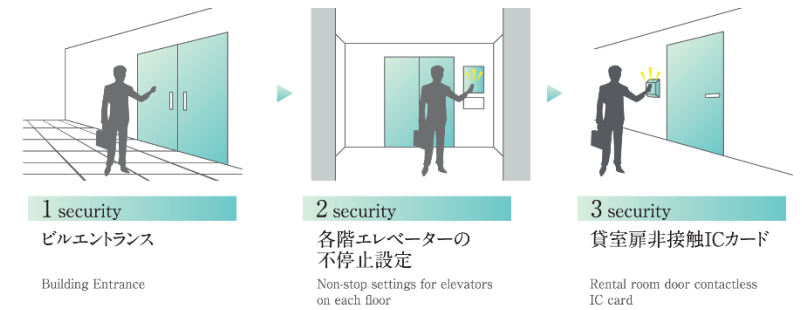 1 security
ビルエントランス
Building Entrance
2 security
各階エレベーターの
不停止設定
Non-stop settings for elevators
on each floor
3 security
貸室扉非接触ICカード
Rental room door contactless
IC card